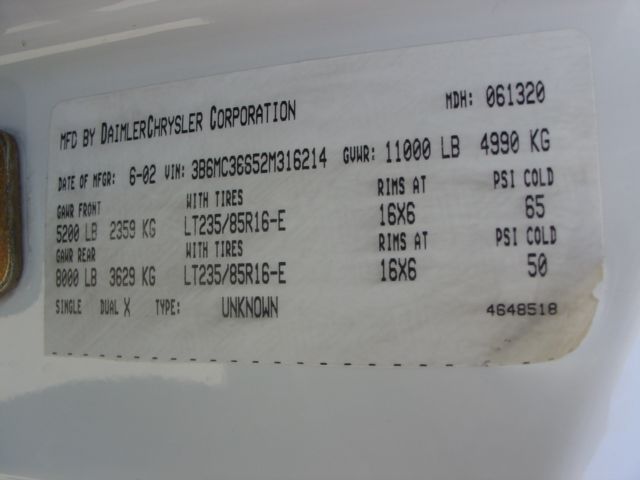 MFD BY DAIMLERCHRYSLER CORPORATION MDH: 061320
DATE OF MFGR: 6-02 VIN: 3B6MC36652M316214 GVWR: 11000 LB 4990 KG
GAWR FRONT WITH TIRES RIMS AT PSI COLD
5200 LB 2359 KG LT235/85R16-E 16X6 65
GAWR REAR WITH TIRES RIMS AT PSI COLD
8000 LB 3629 KG LT235/85R16-E 16X6 50
SINGLE DUAL X TYPE: UNKNOWN 4648518